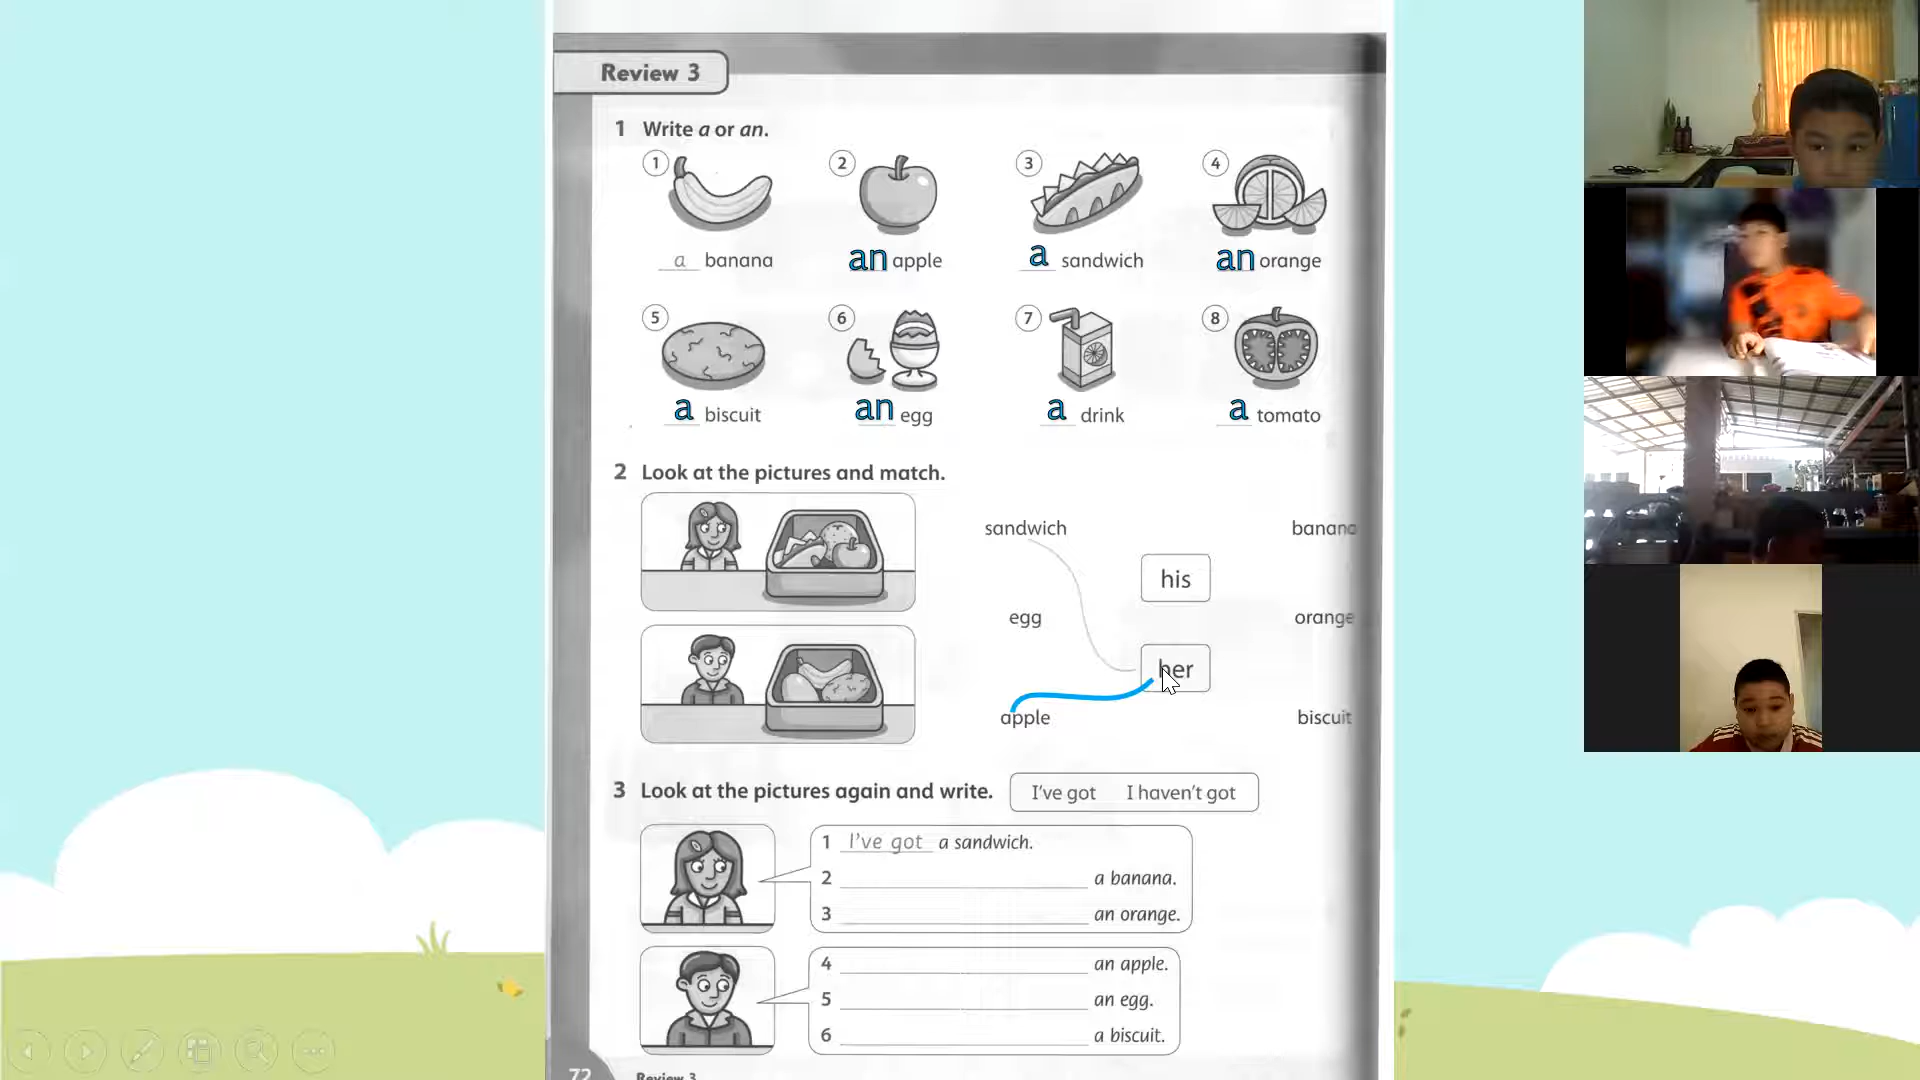 Review 3
1 Write a or an.
1 2 3 4
a banana an apple a sandwich an orange
5 6 7 8
a biscuit an egg a drink a tomato
2 Look at the pictures and match.
sandwich banana
his
egg orange
her
apple biscuit
3 Look at the pictures again and write. I've got I haven't got
1 I've got a sandwich.
2 a banana.
3 an orange.
4 an apple.
5 an egg.
6 a biscuit.
72 Review 3